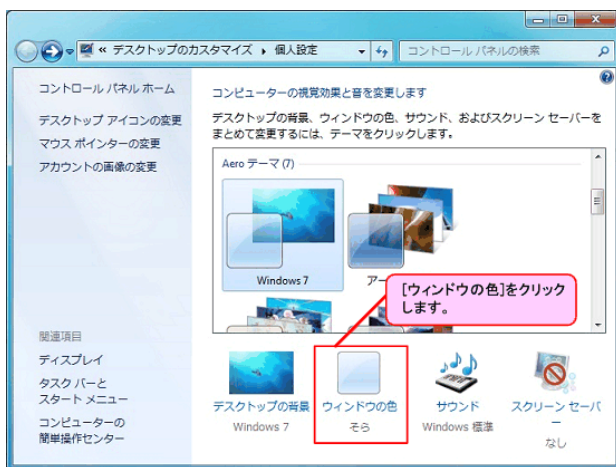 « デスクトップのカスタマイズ ▸ 個人設定
コントロール パネルの検索
コントロール パネル ホーム
デスクトップ アイコンの変更
マウス ポインターの変更
アカウントの画像の変更
コンピューターの視覚効果と音を変更します
デスクトップの背景、ウィンドウの色、サウンド、およびスクリーン セーバーを
まとめて変更するには、テーマをクリックします。
Aero テーマ (7)
Windows 7
[ウィンドウの色]をクリック
します。
関連項目
ディスプレイ
タスク バーと
スタート メニュー
コンピューターの
簡単操作センター
デスクトップの背景
Windows 7
ウィンドウの色
そら
サウンド
Windows 標準
スクリーン セーバ
ー
なし